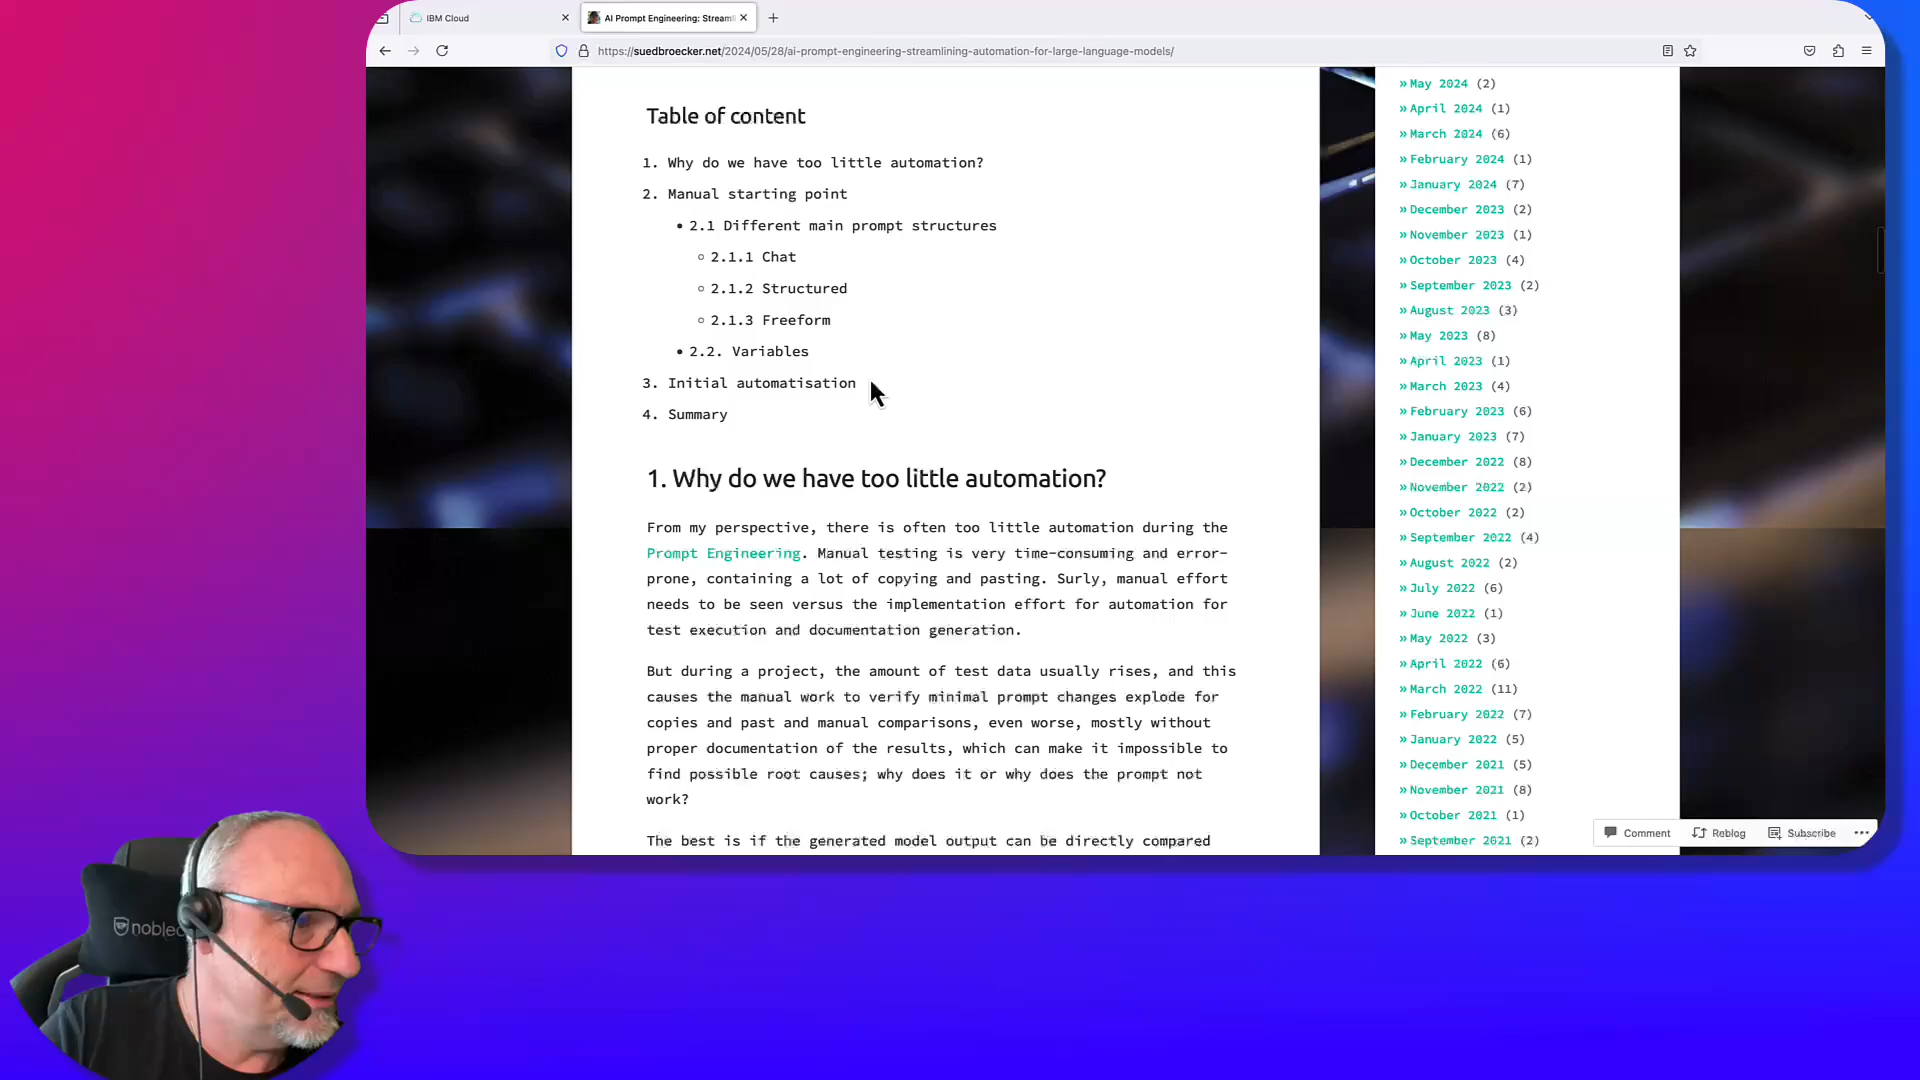 IBM Cloud
AI Prompt Engineering: Streaml
https://suedbroecker.net/2024/05/28/ai-prompt-engineering-streamlining-automation-for-large-language-models/
Table of content
1. Why do we have too little automation?
2. Manual starting point
• 2.1 Different main prompt structures
◦ 2.1.1 Chat
◦ 2.1.2 Structured
◦ 2.1.3 Freeform
• 2.2. Variables
3. Initial automatisation
4. Summary
1. Why do we have too little automation?
From my perspective, there is often too little automation during the
Prompt Engineering. Manual testing is very time-consuming and error-
prone, containing a lot of copying and pasting. Surly, manual effort
needs to be seen versus the implementation effort for automation for
test execution and documentation generation.
But during a project, the amount of test data usually rises, and this
causes the manual work to verify minimal prompt changes explode for
copies and past and manual comparisons, even worse, mostly without
proper documentation of the results, which can make it impossible to
find possible root causes; why does it or why does the prompt not
work?
The best is if the generated model output can be directly compared
» May 2024 (2)
» April 2024 (1)
» March 2024 (6)
» February 2024 (1)
» January 2024 (7)
» December 2023 (2)
» November 2023 (1)
» October 2023 (4)
» September 2023 (2)
» August 2023 (3)
» May 2023 (8)
» April 2023 (1)
» March 2023 (4)
» February 2023 (6)
» January 2023 (7)
» December 2022 (8)
» November 2022 (2)
» October 2022 (2)
» September 2022 (4)
» August 2022 (2)
» July 2022 (6)
» June 2022 (1)
» May 2022 (3)
» April 2022 (6)
» March 2022 (11)
» February 2022 (7)
» January 2022 (5)
» December 2021 (5)
» November 2021 (8)
» October 2021 (1)
» September 2021 (2)
Comment Reblog Subscribe
noblec